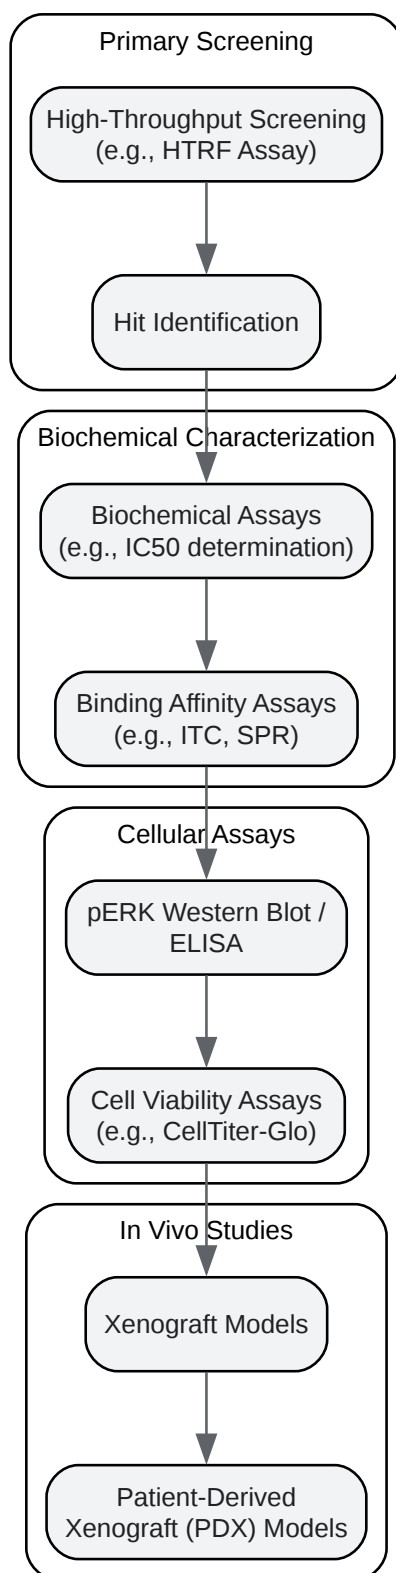 Primary Screening
High-Throughput Screening
(e.g., HTRF Assay)
Hit Identification
Biochemical Characterization
Biochemical Assays
(e.g., IC50 determination)
Binding Affinity Assays
(e.g., ITC, SPR)
Cellular Assays
pERK Western Blot /
ELISA
Cell Viability Assays
(e.g., CellTiter-Glo)
In Vivo Studies
Xenograft Models
Patient-Derived
Xenograft (PDX) Models